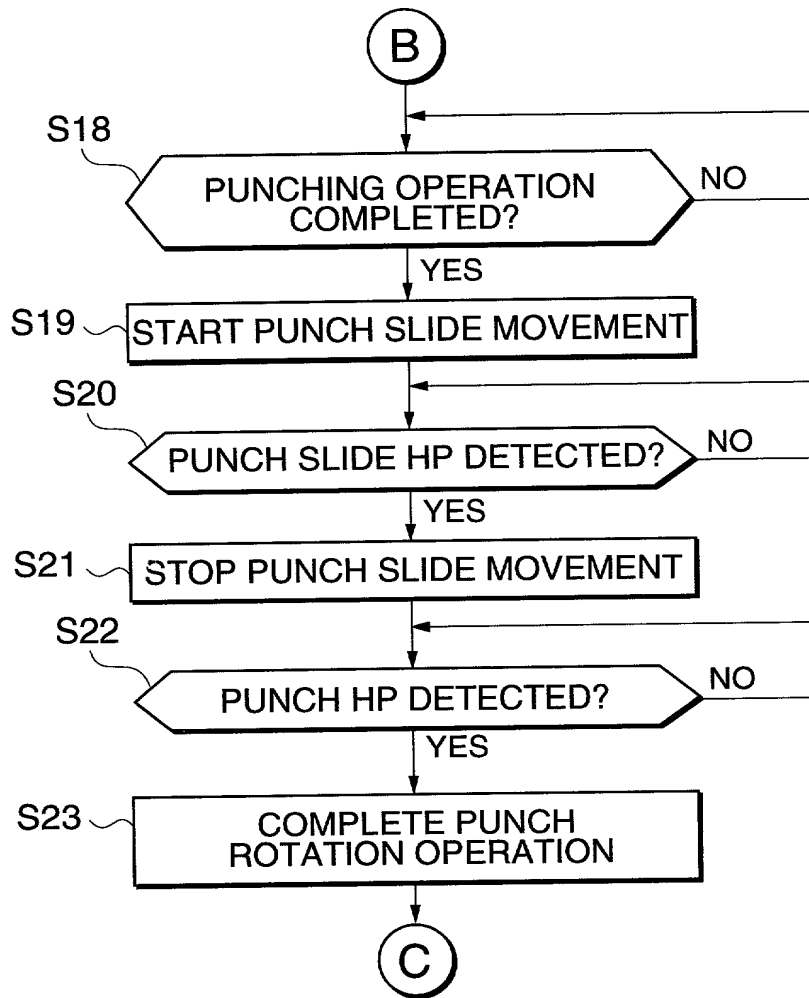 B
S18
PUNCHING OPERATION
COMPLETED?
NO
YES
S19
START PUNCH SLIDE MOVEMENT
S20
PUNCH SLIDE HP DETECTED?
NO
YES
S21
STOP PUNCH SLIDE MOVEMENT
S22
PUNCH HP DETECTED?
NO
YES
S23
COMPLETE PUNCH
ROTATION OPERATION
C